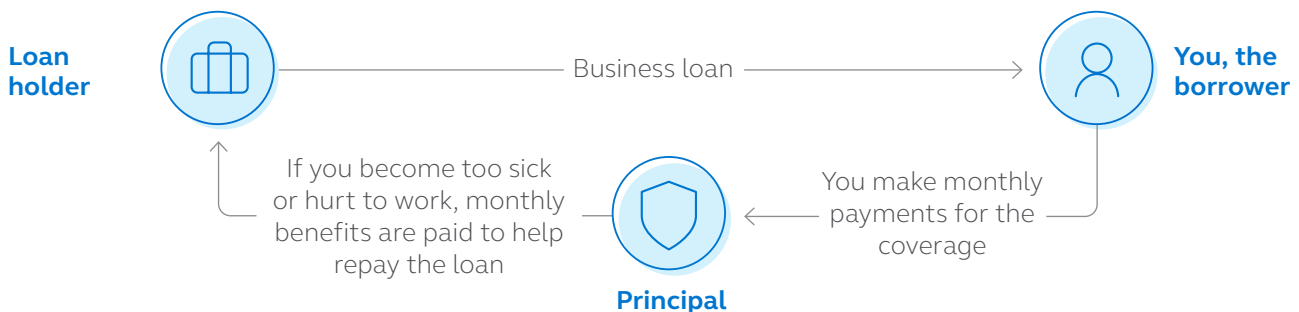 Loan
holder
Business loan
You, the
borrower
If you become too sick
or hurt to work, monthly
benefits are paid to help
repay the loan
You make monthly
payments for the
coverage
Principal